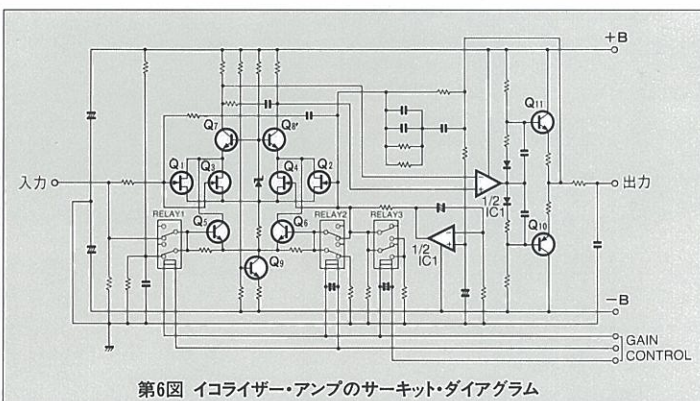 +B
Q11
Q7
Q8
Q1
Q3
Q4
Q2
入力
出力
RELAY1
Q5
Q6
RELAY2
RELAY3
1/2
IC1
1/2
IC1
Q10
Q9
−B
GAIN
CONTROL
第6図 イコライザー・アンプのサーキット・ダイアグラム